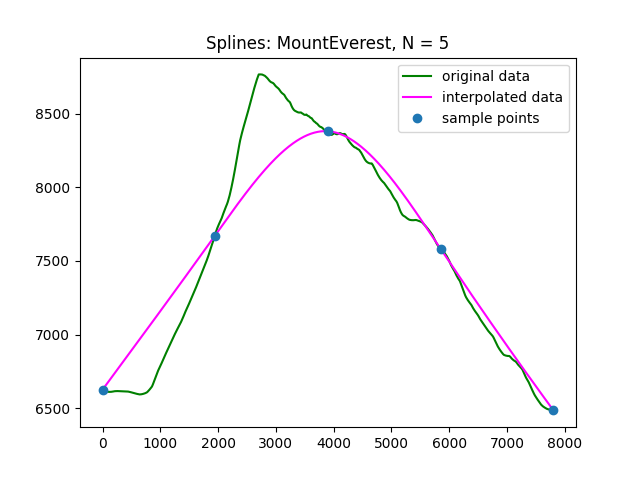 Splines: MountEverest, N = 5
original data
interpolated data
sample points
8500
8000
7500
7000
6500
0 1000 2000 3000 4000 5000 6000 7000 8000